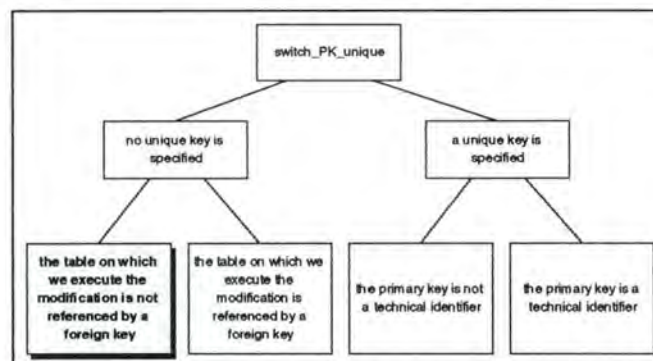 switch_PK_unique
no unique key is
specified
a unique key is
specified
the table on which
we execute the
modification is not
referenced by a
foreign key
the table on which we
execute the
modification is
referenced by a
foreign key
the primary key is not
a technical identifier
the primary key is a
technical identifier